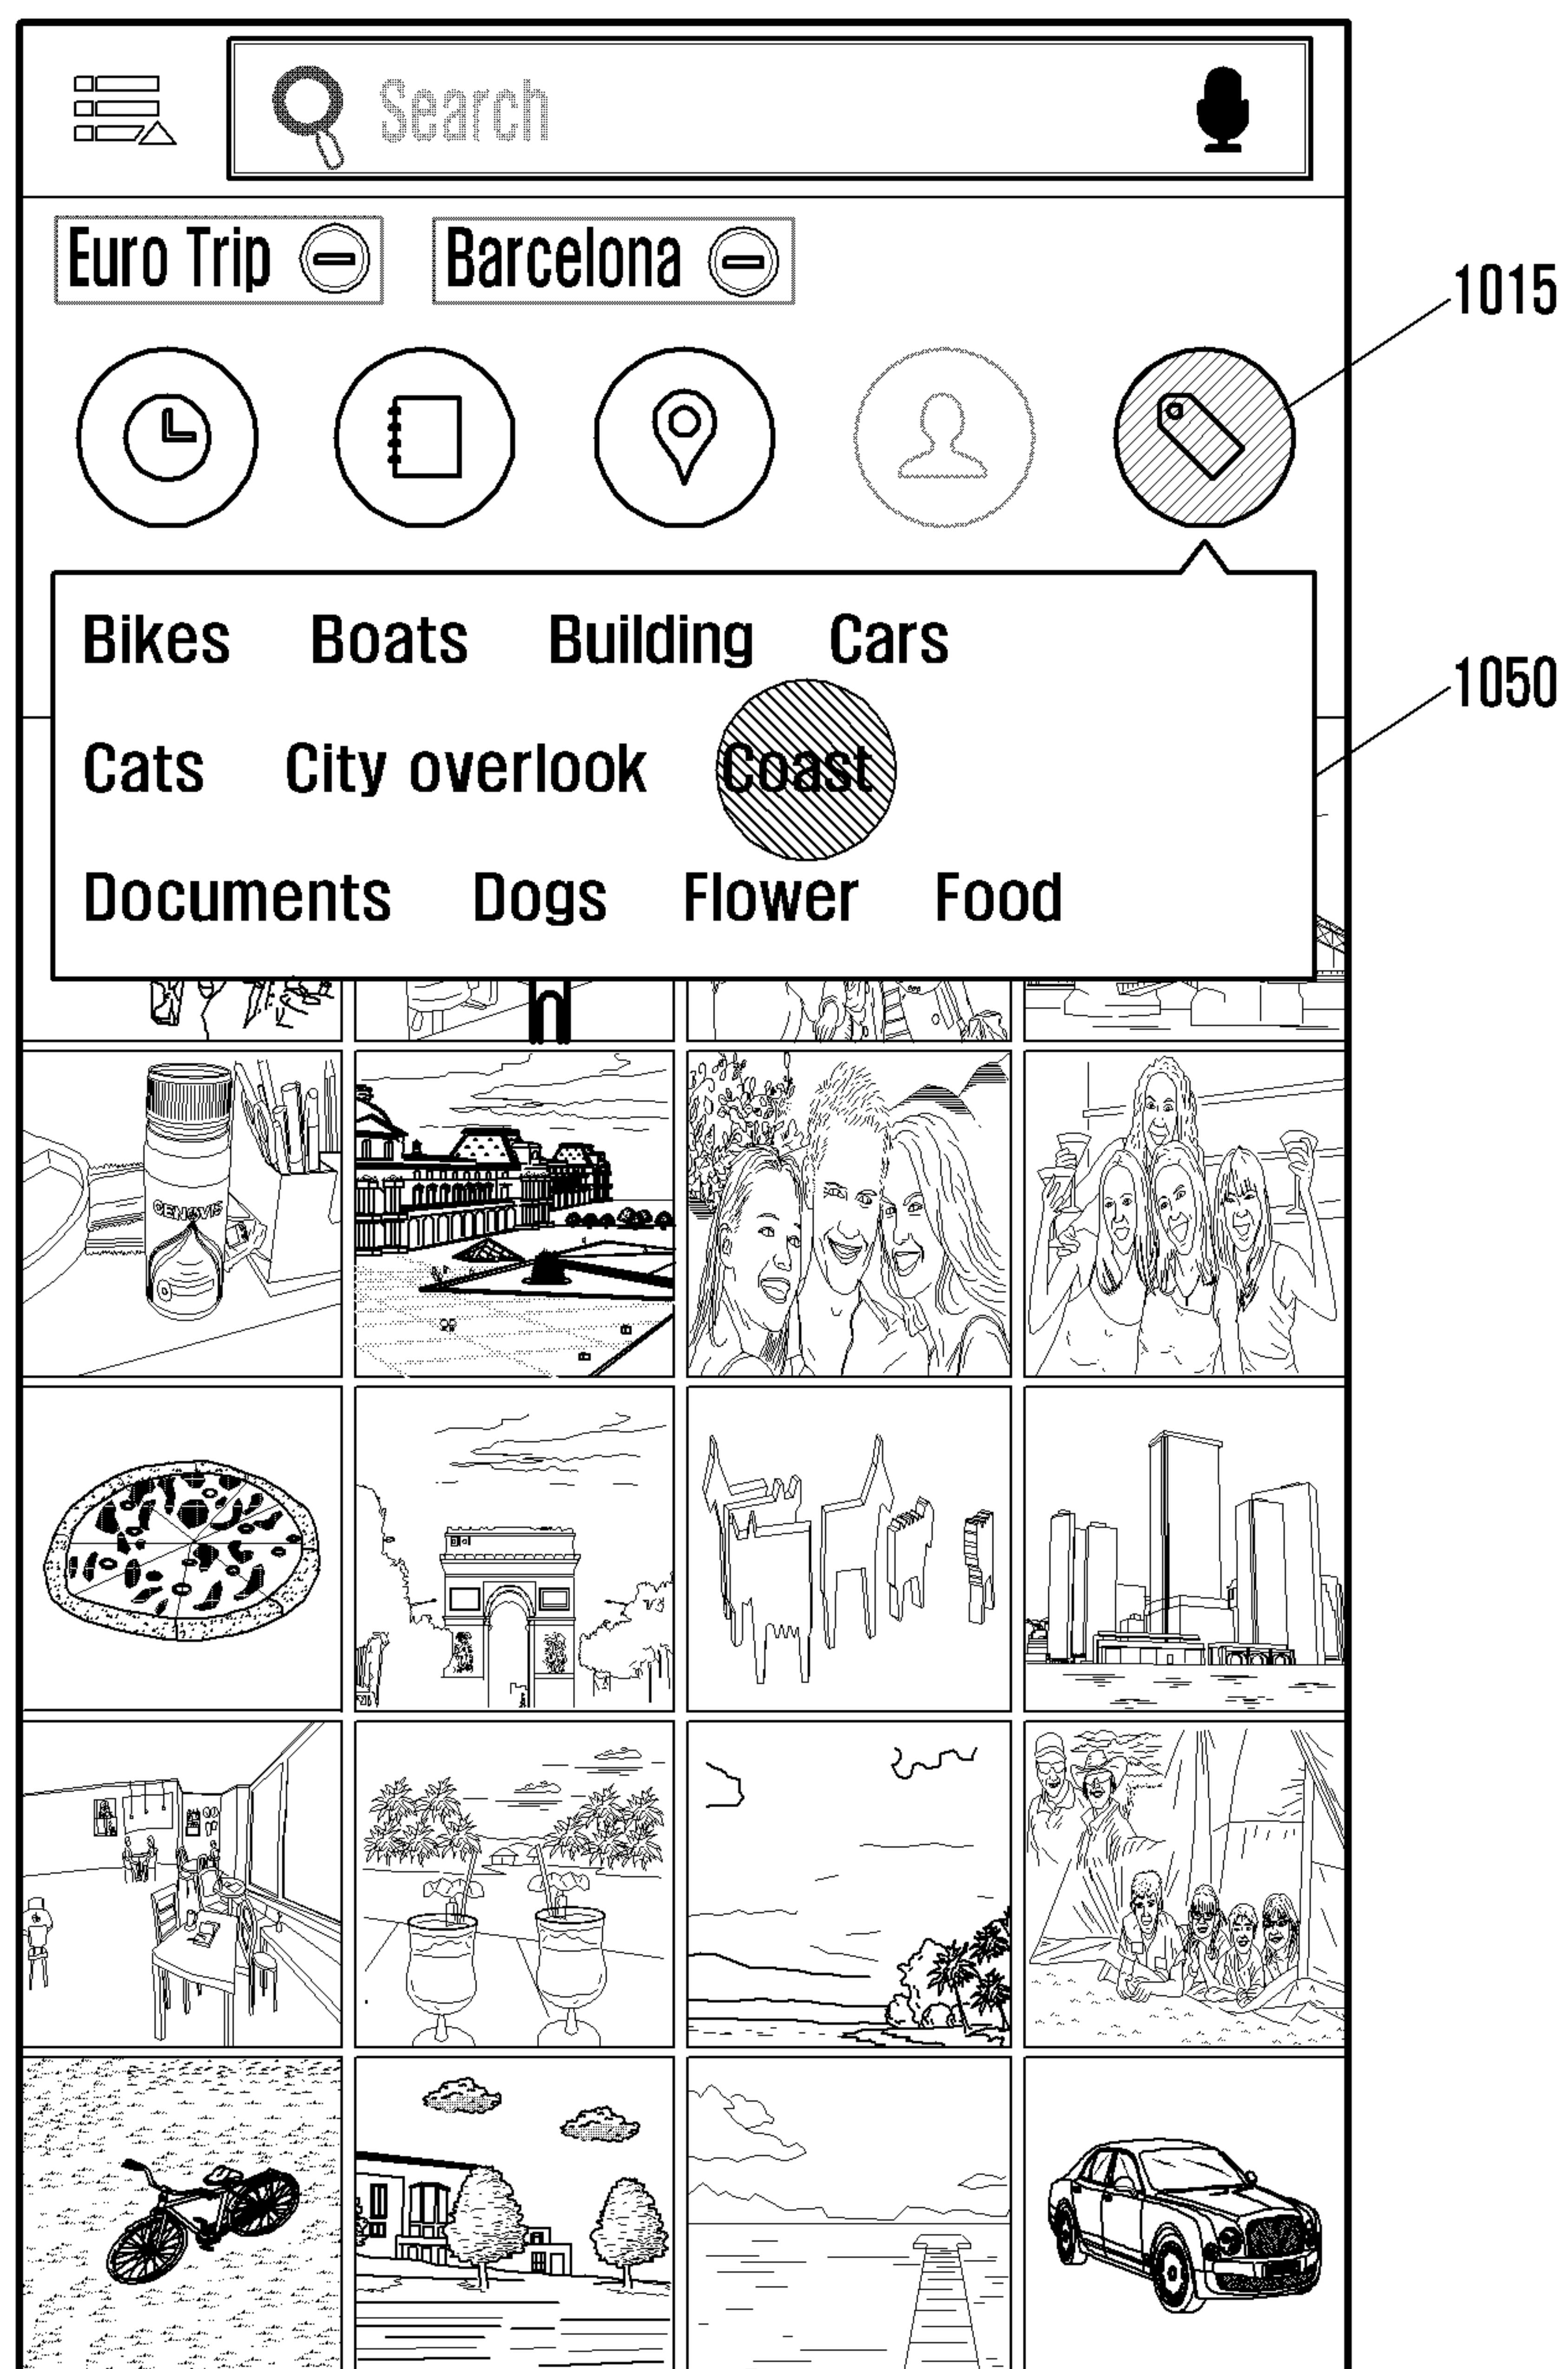 Search
Euro Trip Barcelona
1015
Bikes Boats Building Cars
1050
Cats City overlook Coast
Documents Dogs Flower Food
CENOVIS